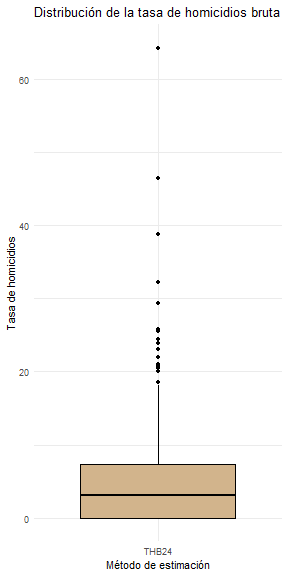 Distribución de la tasa de homicidios bruta
60
40
20
0
Tasa de homicidios
THB24
Método de estimación